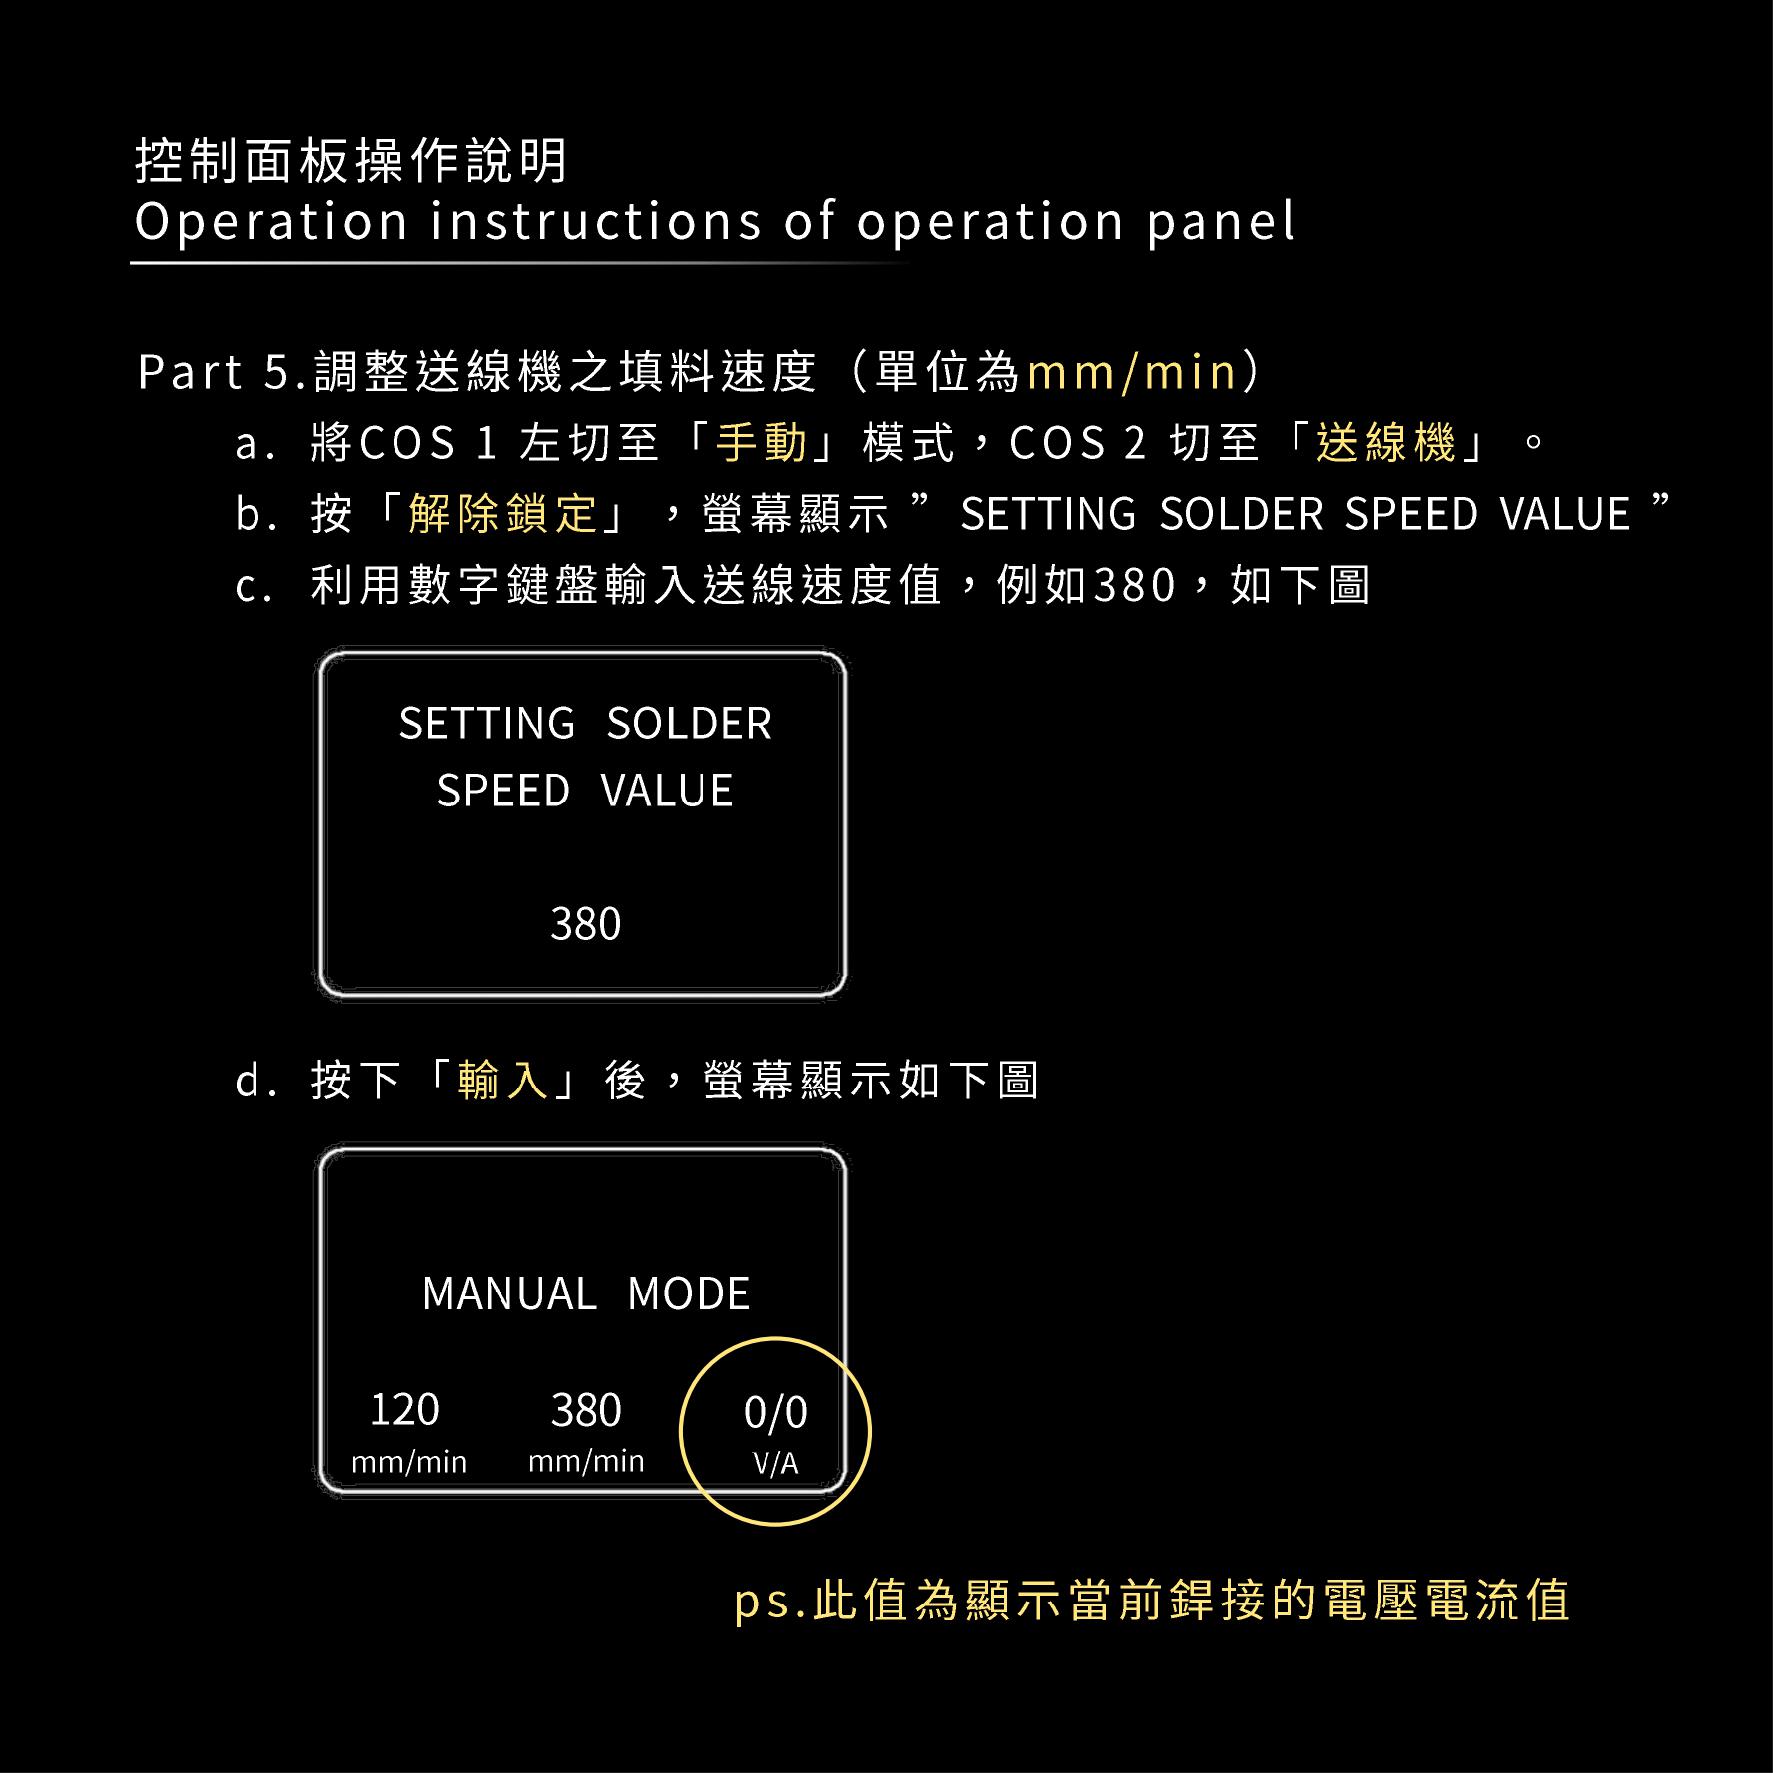 控制面板操作說明
Operation instructions of operation panel
Part 5.調整送線機之填料速度（單位為mm/min）
a. 將COS 1 左切至「手動」模式，COS 2 切至「送線機」。
b. 按「解除鎖定」，螢幕顯示 ” SETTING SOLDER SPEED VALUE ”
c. 利用數字鍵盤輸入送線速度值，例如380，如下圖
SETTING SOLDER
SPEED VALUE
380
d. 按下「輸入」後，螢幕顯示如下圖
MANUAL MODE
120 380 0/0
mm/min mm/min V/A
ps.此值為顯示當前銲接的電壓電流值